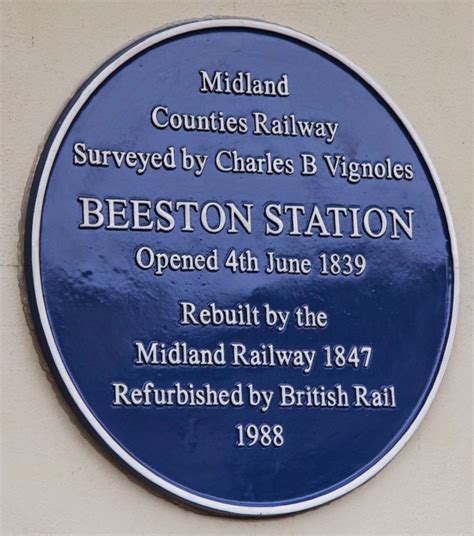 Midland
Counties Railway
Surveyed by Charles B Vignoles
BEESTON STATION
Opened 4th June 1839
Rebuilt by the
Midland Railway 1847
Refurbished by British Rail
1988